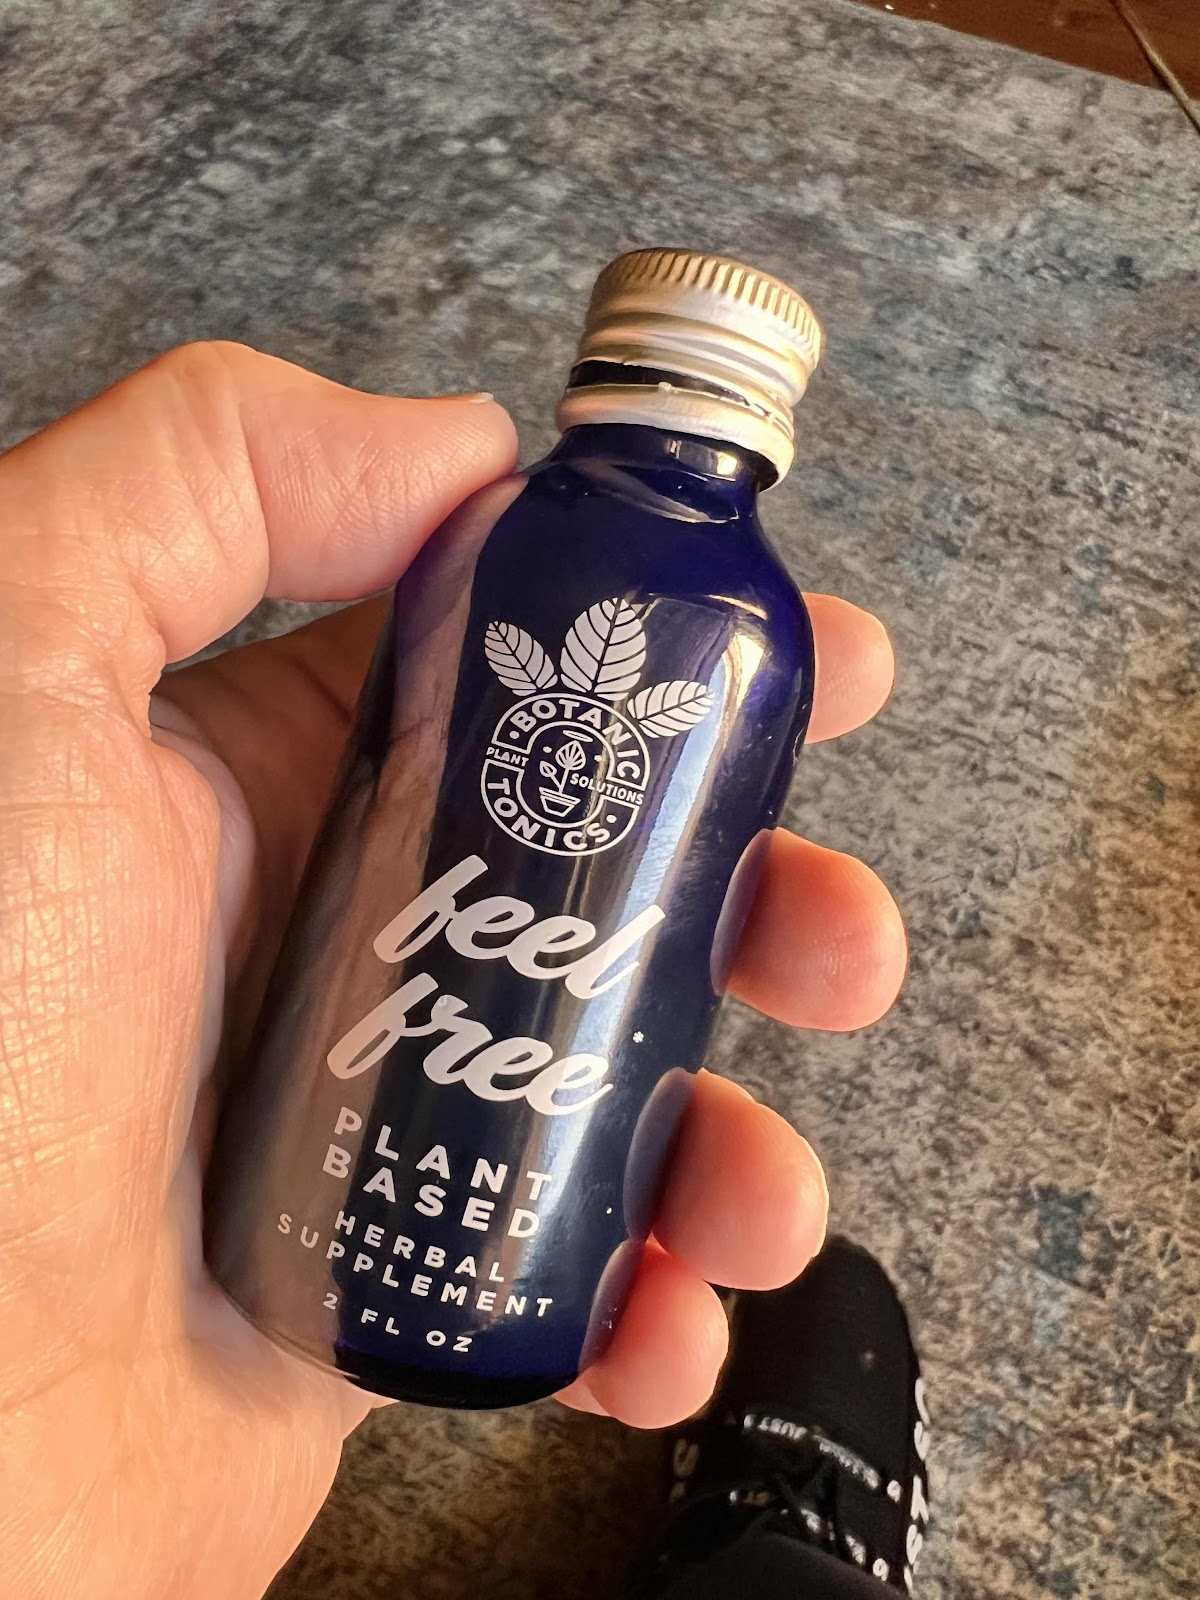 BOTANIC
PLANT SOLUTIONS
TONICS
feel
free*
PLANT
BASED
HERBAL
SUPPLEMENT
2 FL OZ